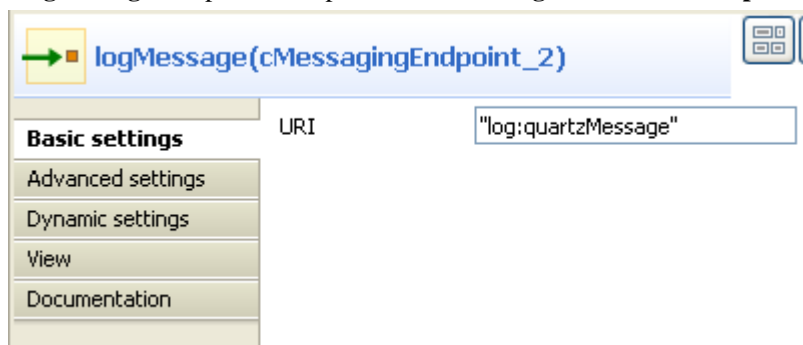 logMessage(cMessagingEndpoint_2)
Basic settings
URI "log:quartzMessage"
Advanced settings
Dynamic settings
View
Documentation